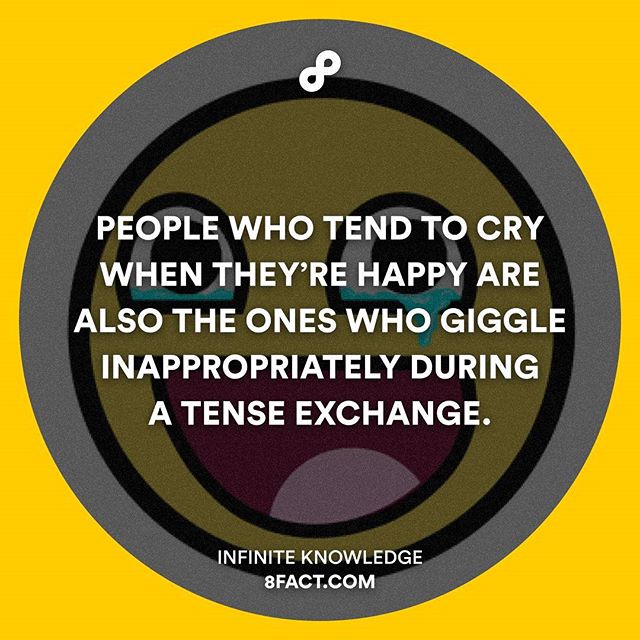 PEOPLE WHO TEND TO CRY
WHEN THEY'RE HAPPY ARE
ALSO THE ONES WHO GIGGLE
INAPPROPRIATELY DURING
A TENSE EXCHANGE.
INFINITE KNOWLEDGE
8FACT.COM